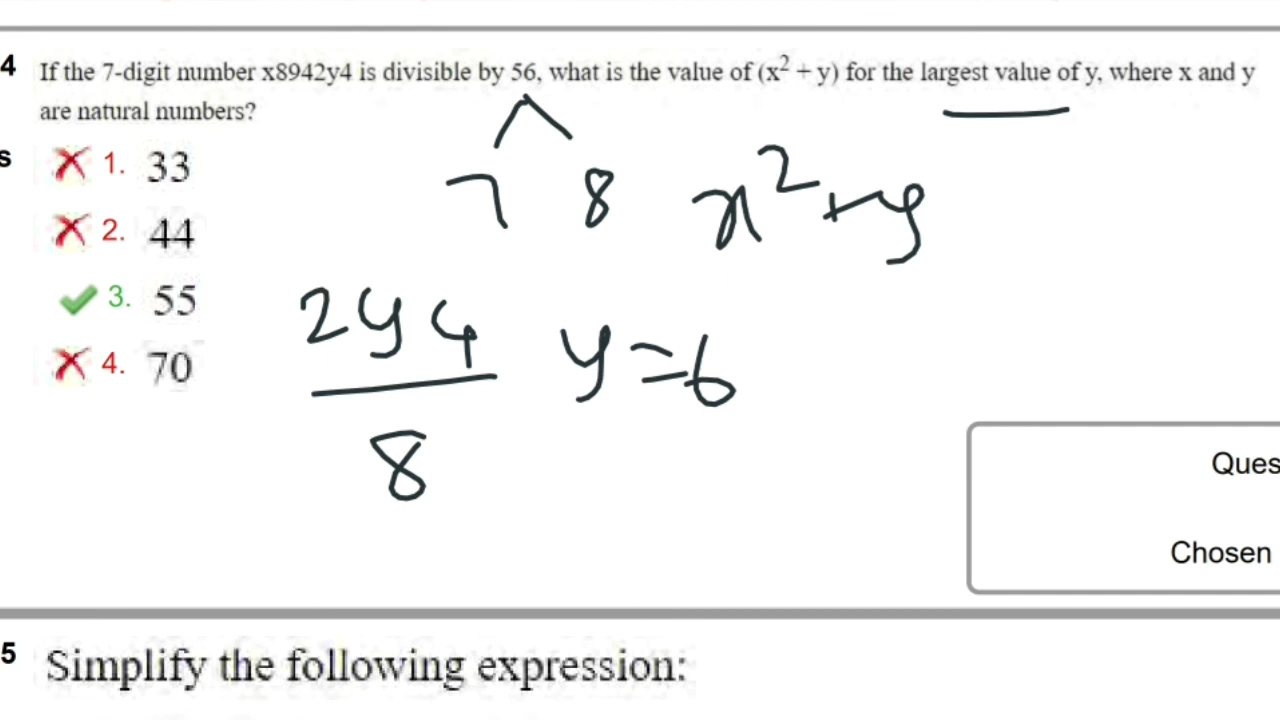 4 If the 7-digit number x8942y4 is divisible by 56, what is the value of (x² + y) for the largest value of y, where x and y
are natural numbers?
s
1. 33
2. 44
3. 55
4. 70
7 8 x² + y
2y4
8
y = 6
Ques
Chosen
5 Simplify the following expression: